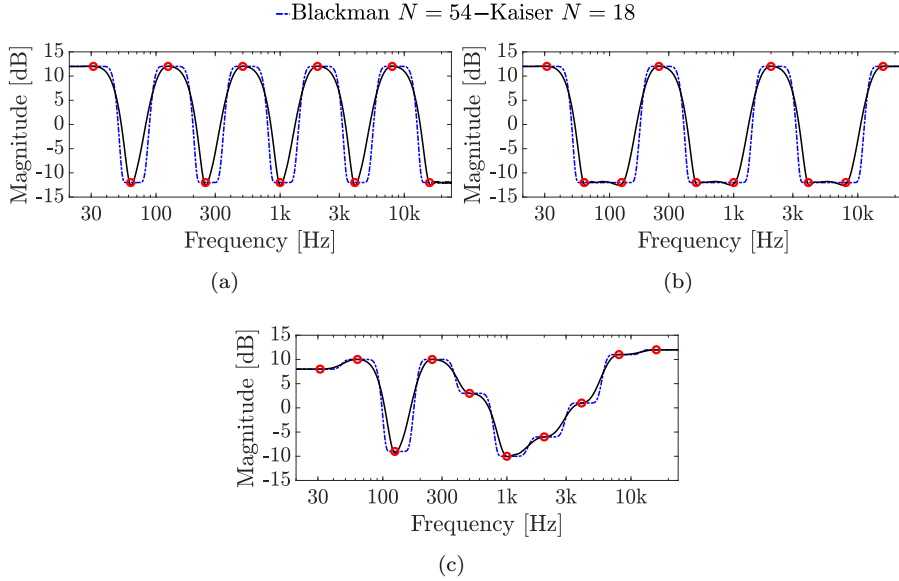 Blackman N = 54 Kaiser N = 18
Magnitude [dB]
15
10
5
0
-5
-10
-15
30 100 300 1k 3k 10k
Frequency [Hz]
(a)
Magnitude [dB]
15
10
5
0
-5
-10
-15
30 100 300 1k 3k 10k
Frequency [Hz]
(b)
Magnitude [dB]
15
10
5
0
-5
-10
-15
30 100 300 1k 3k 10k
Frequency [Hz]
(c)